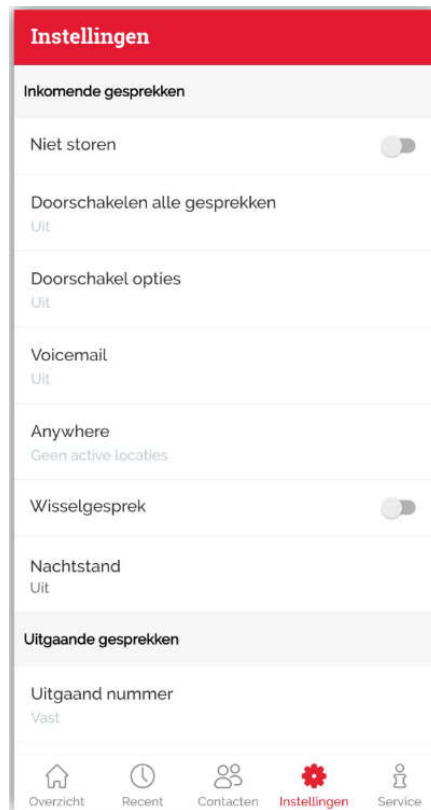 Instellingen
Inkomende gesprekken
Niet storen
Doorschakelen alle gesprekken
Uit
Doorschakel opties
Uit
Voicemail
Uit
Anywhere
Geen active locaties
Wisselgesprek
Nachtstand
Uit
Uitgaande gesprekken
Uitgaand nummer
Vast
Overzicht Recent Contacten Instellingen Service